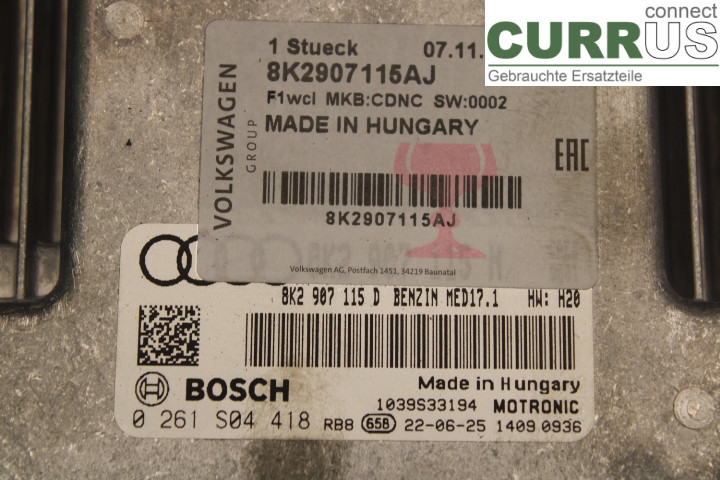 connect
CURRUS
Gebrauchte Ersatzteile
VOLKSWAGEN
GROUP
1 Stueck 07.11.
8K2907115AJ
F1wcl MKB:CDNC SW:0002
MADE IN HUNGARY
EAC
8K2907115AJ
Volkswagen AG, Postfach 1451, 34219 Baunatal
8K2 907 115 D BENZIN MED17.1 HW: H20
BOSCH
Made in Hungary
1039S33194 MOTRONIC
0 261 S04 418 RB8 658 22-06-25 1409 0936